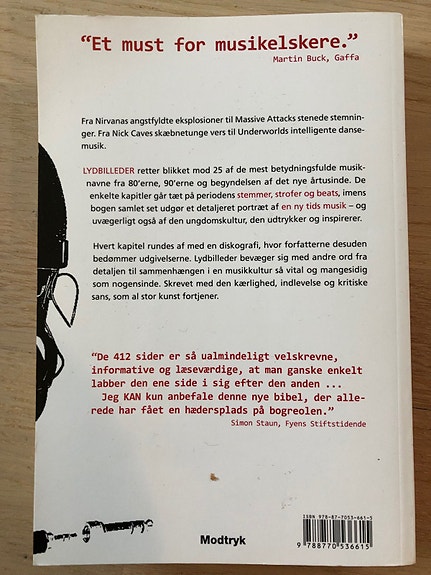 “Et must for musikelskere.”
Martin Buck, Gaffa
Fra Nirvanas angstfyldte eksplosioner til Massive Attacks stenede stemnin-
ger. Fra Nick Caves skæbnetunge vers til Underworlds intelligente danse-
musik.
LYDBILLEDER retter blikket mod 25 af de mest betydningsfulde musik-
navne fra 80’erne, 90’erne og begyndelsen af det nye årtusinde. De
enkelte kapitler går tæt på periodens stemmer, strofer og beats, imens
bogen samlet set udgør et detaljeret portræt af en ny tids musik – og
uvægerligt også af den ungdomskultur, den udtrykker og inspirerer.
Hvert kapitel rundes af med en diskografi, hvor forfatterne desuden
bedømmer udgivelserne. Lydbilleder bevæger sig med andre ord fra
detaljen til sammenhængen i en musikkultur så vital og mangesidig
som nogensinde. Skrevet med den kærlighed, indlevelse og kritiske
sans, som al stor kunst fortjener.
“De 412 sider er så ualmindeligt velskrevne,
informative og læseværdige, at man ganske enkelt
labber den ene side i sig efter den anden ...
Jeg KAN kun anbefale denne nye bibel, der alle-
rede har fået en hædersplads på bogreolen.”
Simon Staun, Fyens Stiftstidende
ISBN 978-87-7053-661-5
9 788770 536615
Modtryk